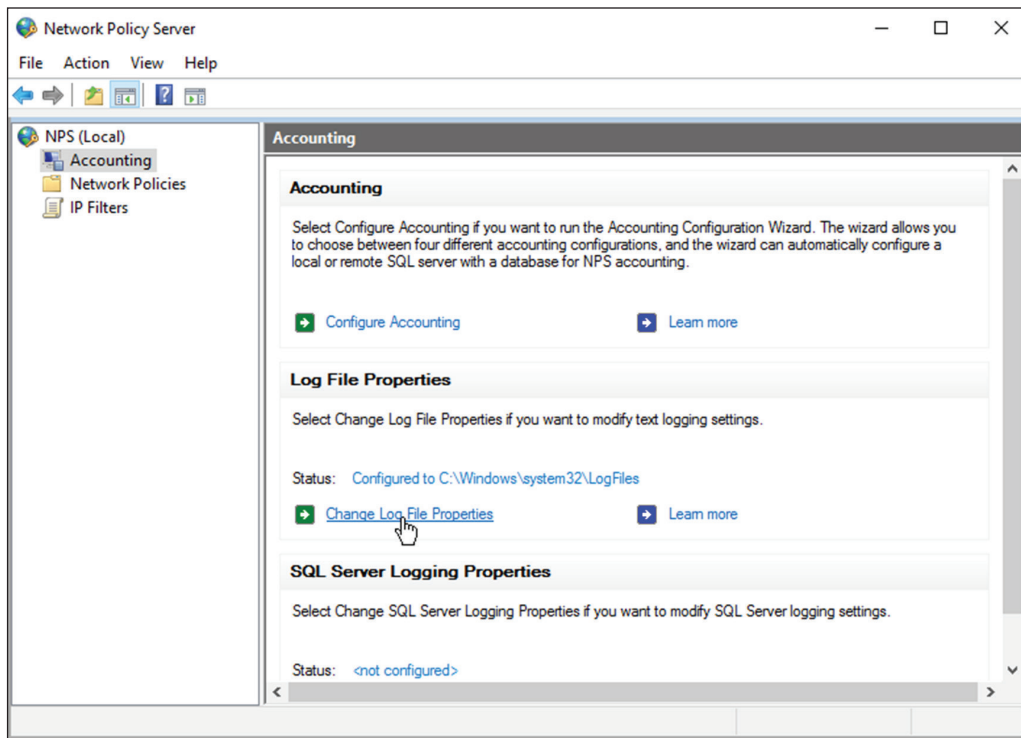 Network Policy Server
File Action View Help
NPS (Local)
Accounting
Network Policies
IP Filters
Accounting
Accounting
Select Configure Accounting if you want to run the Accounting Configuration Wizard. The wizard allows you
to choose between four different accounting configurations, and the wizard can automatically configure a
local or remote SQL server with a database for NPS accounting.
Configure Accounting
Learn more
Log File Properties
Select Change Log File Properties if you want to modify text logging settings.
Status: Configured to C:\Windows\system32\LogFiles
Change Log File Properties
Learn more
SQL Server Logging Properties
Select Change SQL Server Logging Properties if you want to modify SQL Server logging settings.
Status: <not configured>